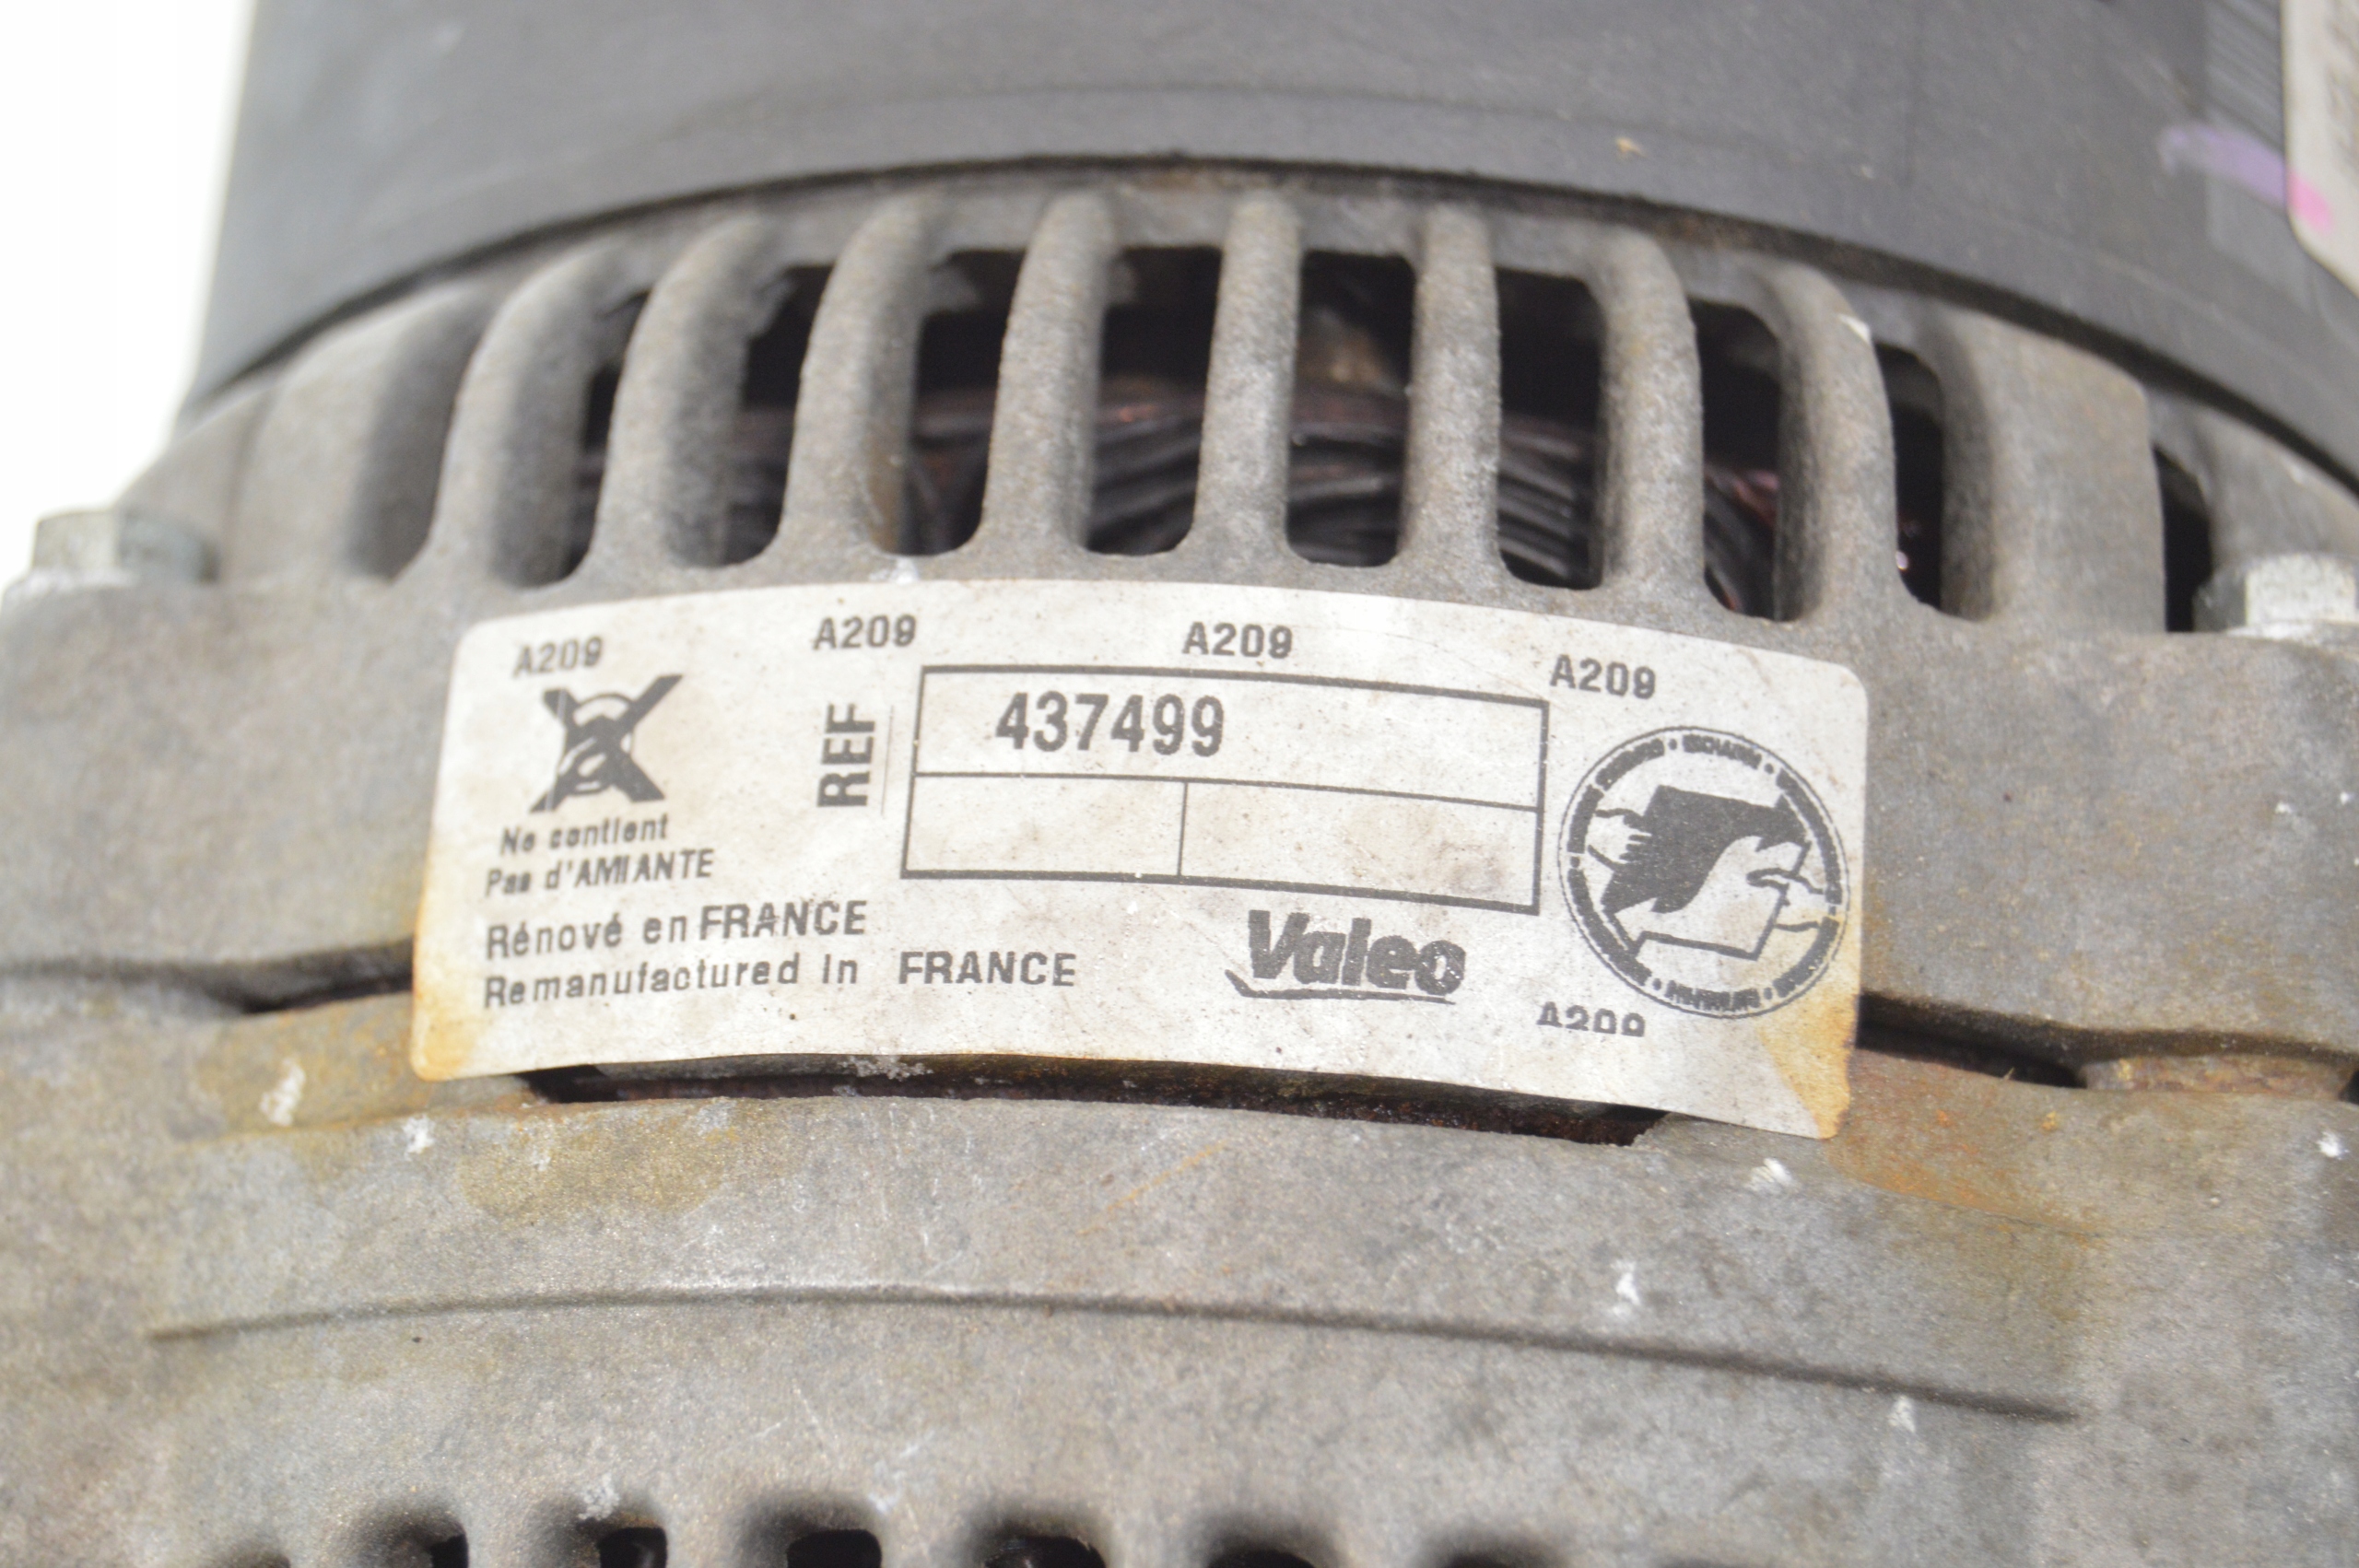 A209 A209 A209 A209
REF 437499
Ne contient
Pas d'AMIANTE
Rénové en FRANCE
Remanufactured in FRANCE
Valeo
A209